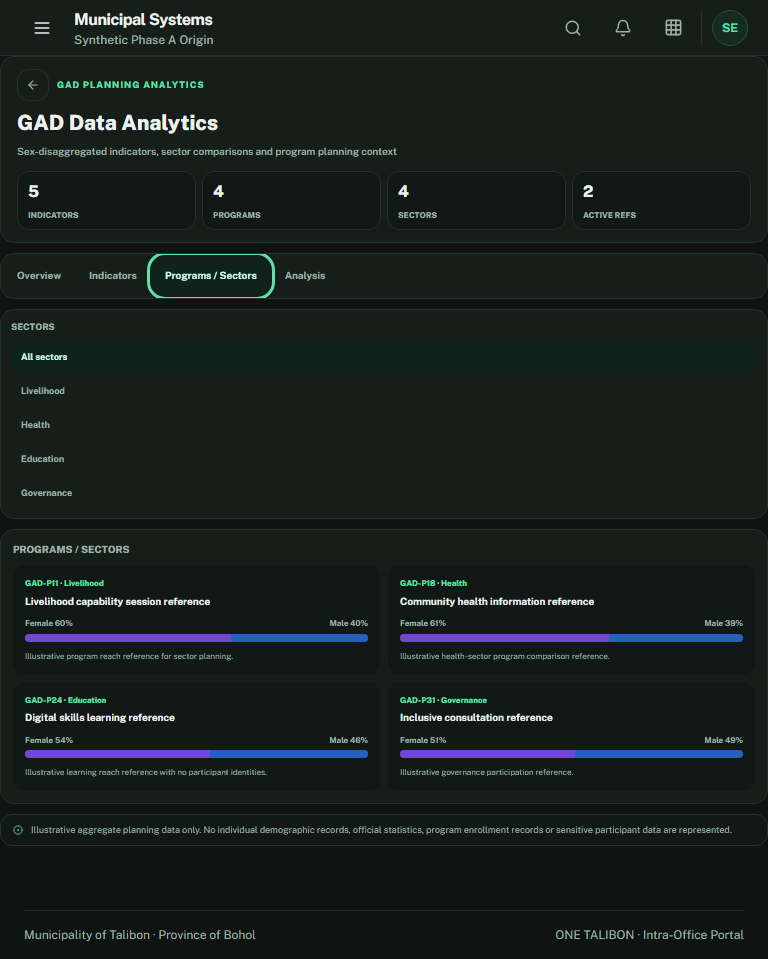 Municipal Systems
Synthetic Phase A Origin
SE
GAD PLANNING ANALYTICS
GAD Data Analytics
Sex-disaggregated indicators, sector comparisons and program planning context
5
INDICATORS
4
PROGRAMS
4
SECTORS
2
ACTIVE REFS
Overview
Indicators
Programs / Sectors
Analysis
SECTORS
All sectors
Livelihood
Health
Education
Governance
PROGRAMS / SECTORS
GAD-P11 · Livelihood
Livelihood capability session reference
Female 60%
Male 40%
Illustrative program reach reference for sector planning.
GAD-P18 · Health
Community health information reference
Female 61%
Male 39%
Illustrative health-sector program comparison reference.
GAD-P24 · Education
Digital skills learning reference
Female 54%
Male 46%
Illustrative learning reach reference with no participant identities.
GAD-P31 · Governance
Inclusive consultation reference
Female 51%
Male 49%
Illustrative governance participation reference.
Illustrative aggregate planning data only. No individual demographic records, official statistics, program enrollment records or sensitive participant data are represented.
Municipality of Talibon · Province of Bohol
ONE TALIBON · Intra-Office Portal